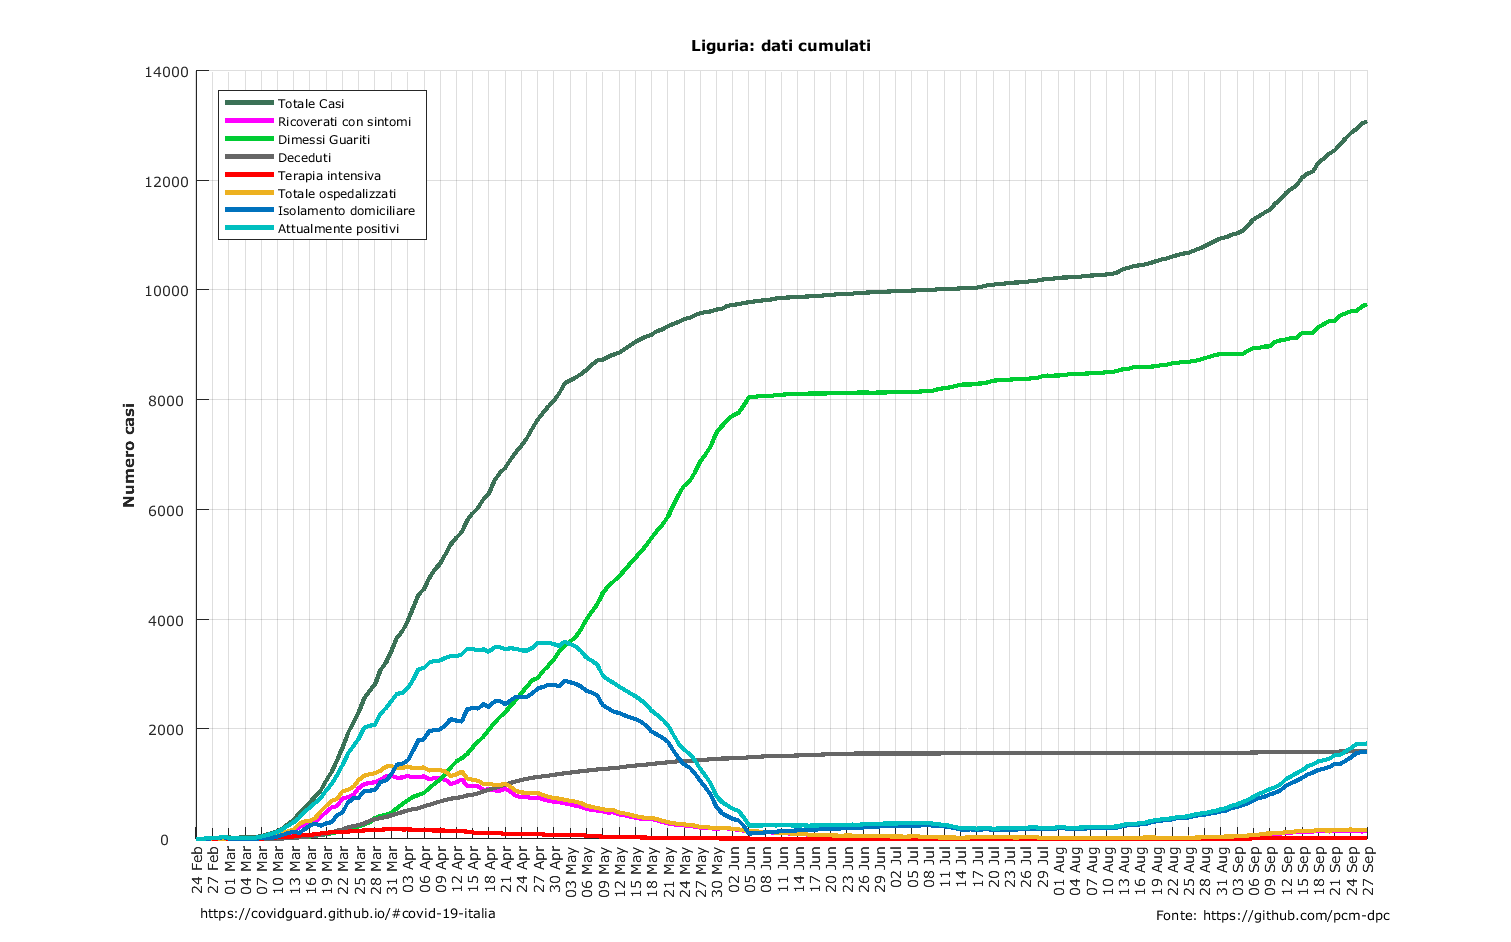 Liguria: dati cumulati
14000
12000
10000
8000
6000
4000
2000
0
Numero casi
Totale Casi
Ricoverati con sintomi
Dimessi Guariti
Deceduti
Terapia intensiva
Totale ospedalizzati
Isolamento domiciliare
Attualmente positivi
24 Feb
27 Feb
01 Mar
04 Mar
07 Mar
10 Mar
13 Mar
16 Mar
19 Mar
22 Mar
25 Mar
28 Mar
31 Mar
03 Apr
06 Apr
09 Apr
12 Apr
15 Apr
18 Apr
21 Apr
24 Apr
27 Apr
30 Apr
03 May
06 May
09 May
12 May
15 May
18 May
21 May
24 May
27 May
30 May
02 Jun
05 Jun
08 Jun
11 Jun
14 Jun
17 Jun
20 Jun
23 Jun
26 Jun
29 Jun
02 Jul
05 Jul
08 Jul
11 Jul
14 Jul
17 Jul
20 Jul
23 Jul
26 Jul
29 Jul
01 Aug
04 Aug
07 Aug
10 Aug
13 Aug
16 Aug
19 Aug
22 Aug
25 Aug
28 Aug
31 Aug
03 Sep
06 Sep
09 Sep
12 Sep
15 Sep
18 Sep
21 Sep
24 Sep
27 Sep
https://covidguard.github.io/#covid-19-italia
Fonte: https://github.com/pcm-dpc